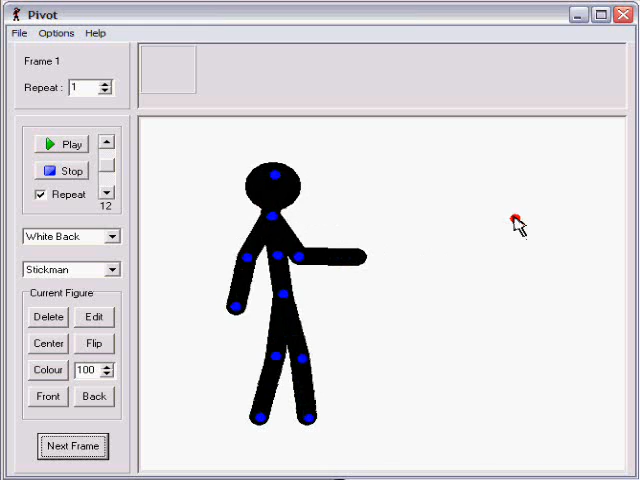 Pivot
File Options Help
Frame 1
Repeat : 1
Play
Stop
Repeat
12
White Back
Stickman
Current Figure
Delete Edit
Center Flip
Colour 100
Front Back
Next Frame